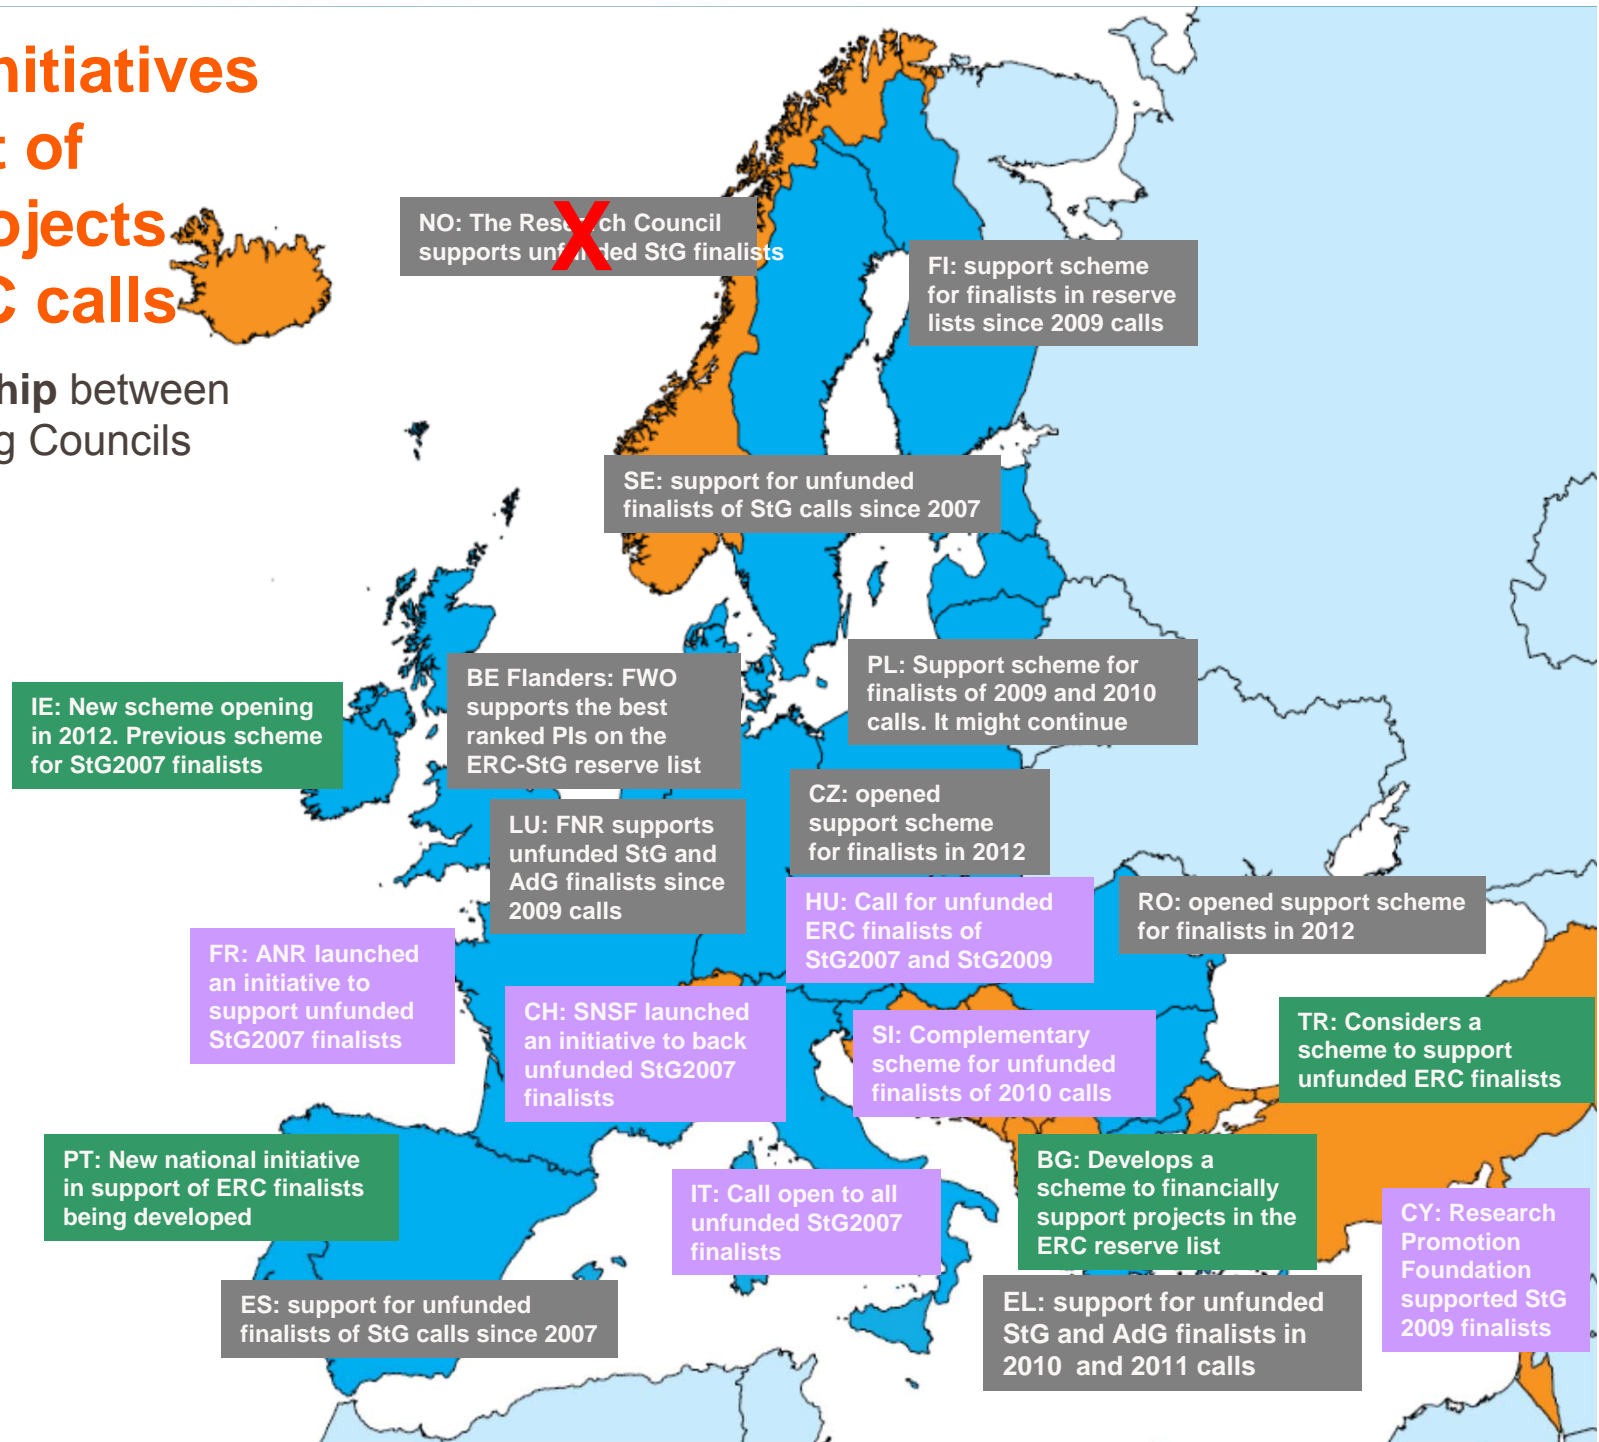 nitiatives
t of
ojects
C calls
hip between
g Councils
NO: The Research Council
supports unfunded StG finalists
X
FI: support scheme
for finalists in reserve
lists since 2009 calls
SE: support for unfunded
finalists of StG calls since 2007
BE Flanders: FWO
supports the best
ranked PIs on the
ERC-StG reserve list
PL: Support scheme for
finalists of 2009 and 2010
calls. It might continue
IE: New scheme opening
in 2012. Previous scheme
for StG2007 finalists
LU: FNR supports
unfunded StG and
AdG finalists since
2009 calls
CZ: opened
support scheme
for finalists in 2012
HU: Call for unfunded
ERC finalists of
StG2007 and StG2009
RO: opened support scheme
for finalists in 2012
FR: ANR launched
an initiative to
support unfunded
StG2007 finalists
CH: SNSF launched
an initiative to back
unfunded StG2007
finalists
SI: Complementary
scheme for unfunded
finalists of 2010 calls
TR: Considers a
scheme to support
unfunded ERC finalists
PT: New national initiative
in support of ERC finalists
being developed
IT: Call open to all
unfunded StG2007
finalists
BG: Develops a
scheme to financially
support projects in the
ERC reserve list
CY: Research
Promotion
Foundation
supported StG
2009 finalists
ES: support for unfunded
finalists of StG calls since 2007
EL: support for unfunded
StG and AdG finalists in
2010 and 2011 calls